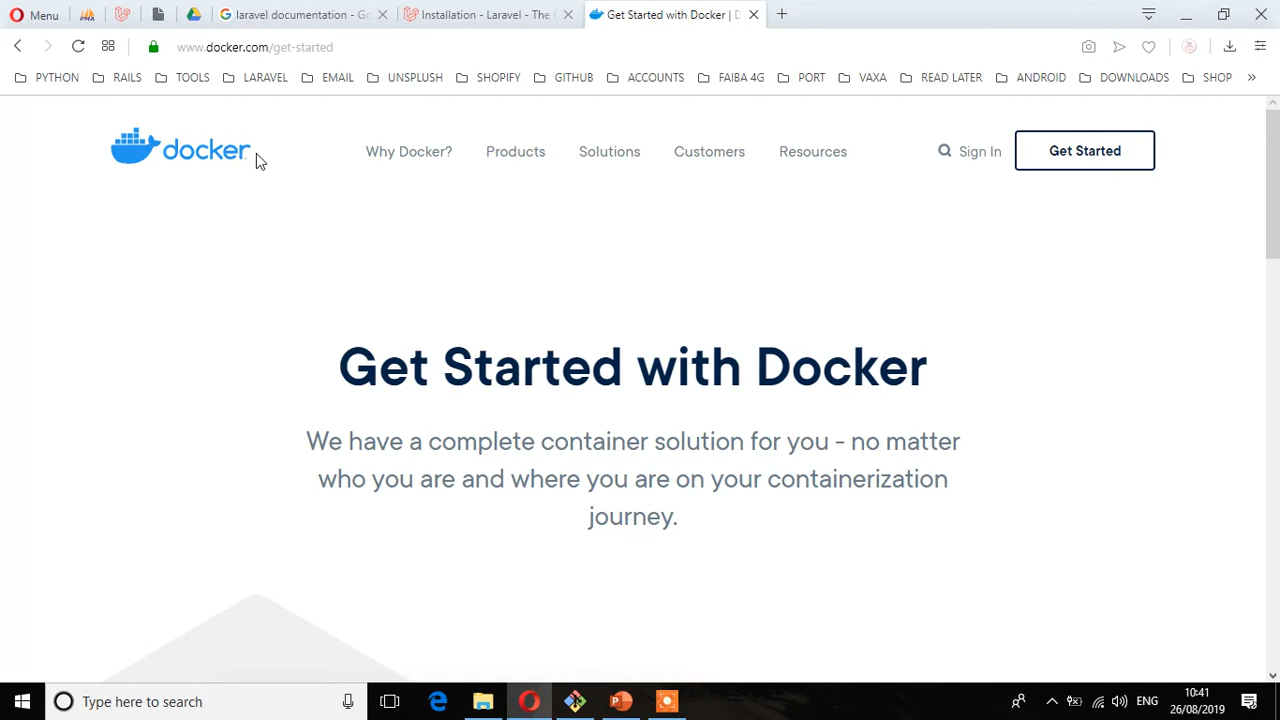 Menu
laravel documentation - Go
Installation - Laravel - The P
Get Started with Docker | D
www.docker.com/get-started
PYTHON RAILS TOOLS LARAVEL EMAIL UNSPLUSH SHOPIFY GITHUB ACCOUNTS FAIBA 4G PORT VAXA READ LATER ANDROID DOWNLOADS SHOP »
docker
Why Docker? Products Solutions Customers Resources
Sign In
Get Started
Get Started with Docker
We have a complete container solution for you - no matter
who you are and where you are on your containerization
journey.
Type here to search
ENG
10:41
26/08/2019